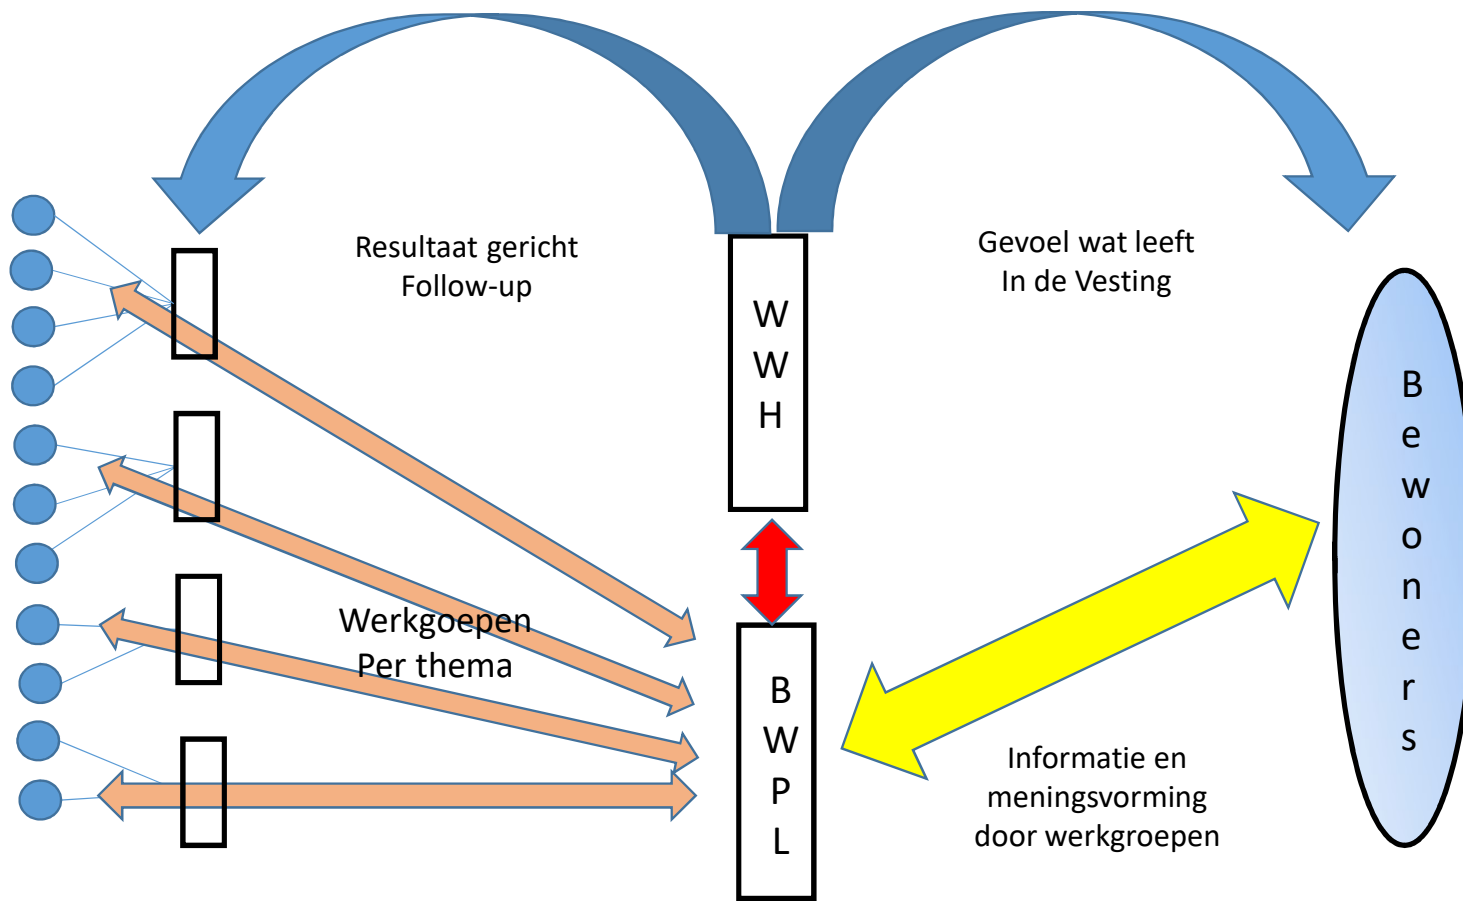 Resultaat gericht
Follow-up
Gevoel wat leeft
In de Vesting
W
W
H
B
e
w
o
n
e
r
s
Werkgoepen
Per thema
B
W
P
L
Informatie en
meningsvorming
door werkgroepen